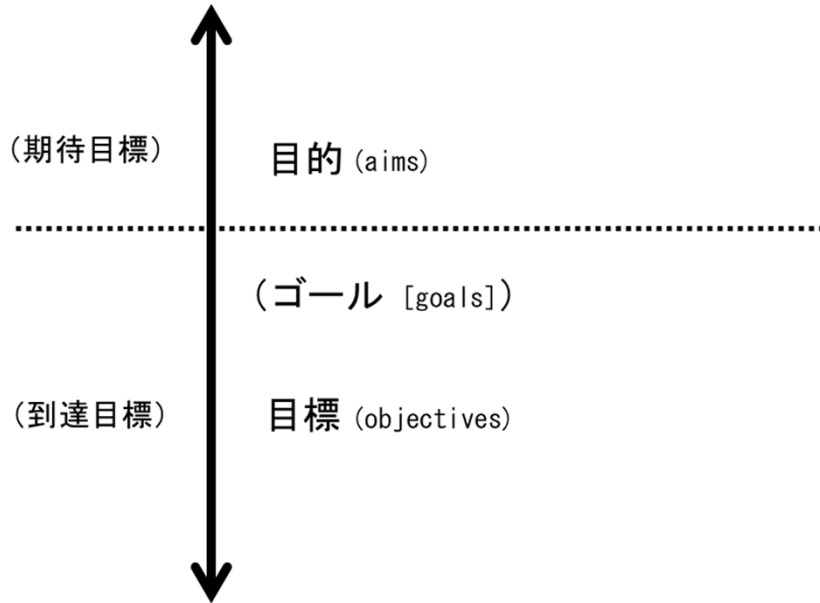 (期待目標)
目的 (aims)
(ゴール [goals])
(到達目標)
目標 (objectives)